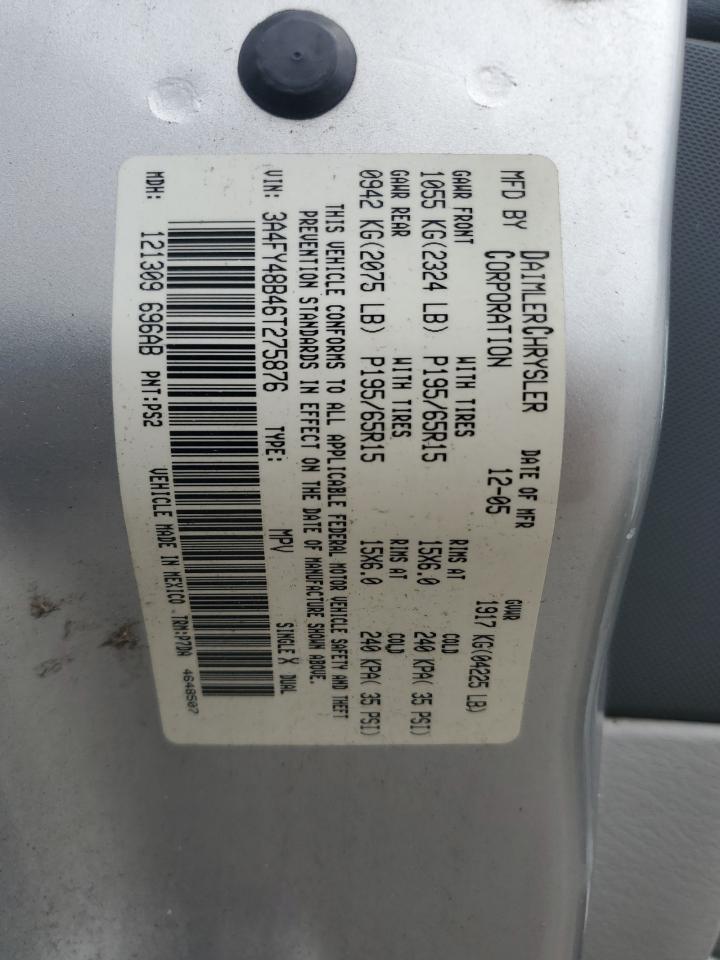 MFD BY DAIMLERCHRYSLER CORPORATION
DATE OF MFR 12-05
GVWR 1917 KG(04225 LB)
GAWR FRONT WITH TIRES RIMS AT COLD
1055 KG(2324 LB) P195/65R15 15X6.0 240 KPA( 35 PSI)
GAWR REAR WITH TIRES RIMS AT COLD
0942 KG(2075 LB) P195/65R15 15X6.0 240 KPA( 35 PSI)
THIS VEHICLE CONFORMS TO ALL APPLICABLE FEDERAL MOTOR VEHICLE SAFETY AND THEFT
PREVENTION STANDARDS IN EFFECT ON THE DATE OF MANUFACTURE SHOWN ABOVE.
VIN: 3A4FY48B46T275876 TYPE: MPV SINGLE X DUAL
MDH: 121309 696AB PNT:PS2 VEHICLE MADE IN MEXICO TRM:P7DA 4648507